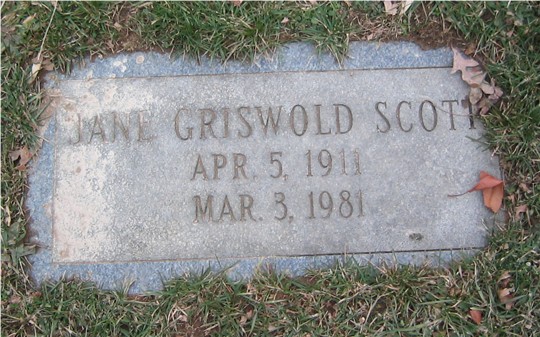 JANE GRISWOLD SCOTT
APR. 5, 1911
MAR. 3, 1981